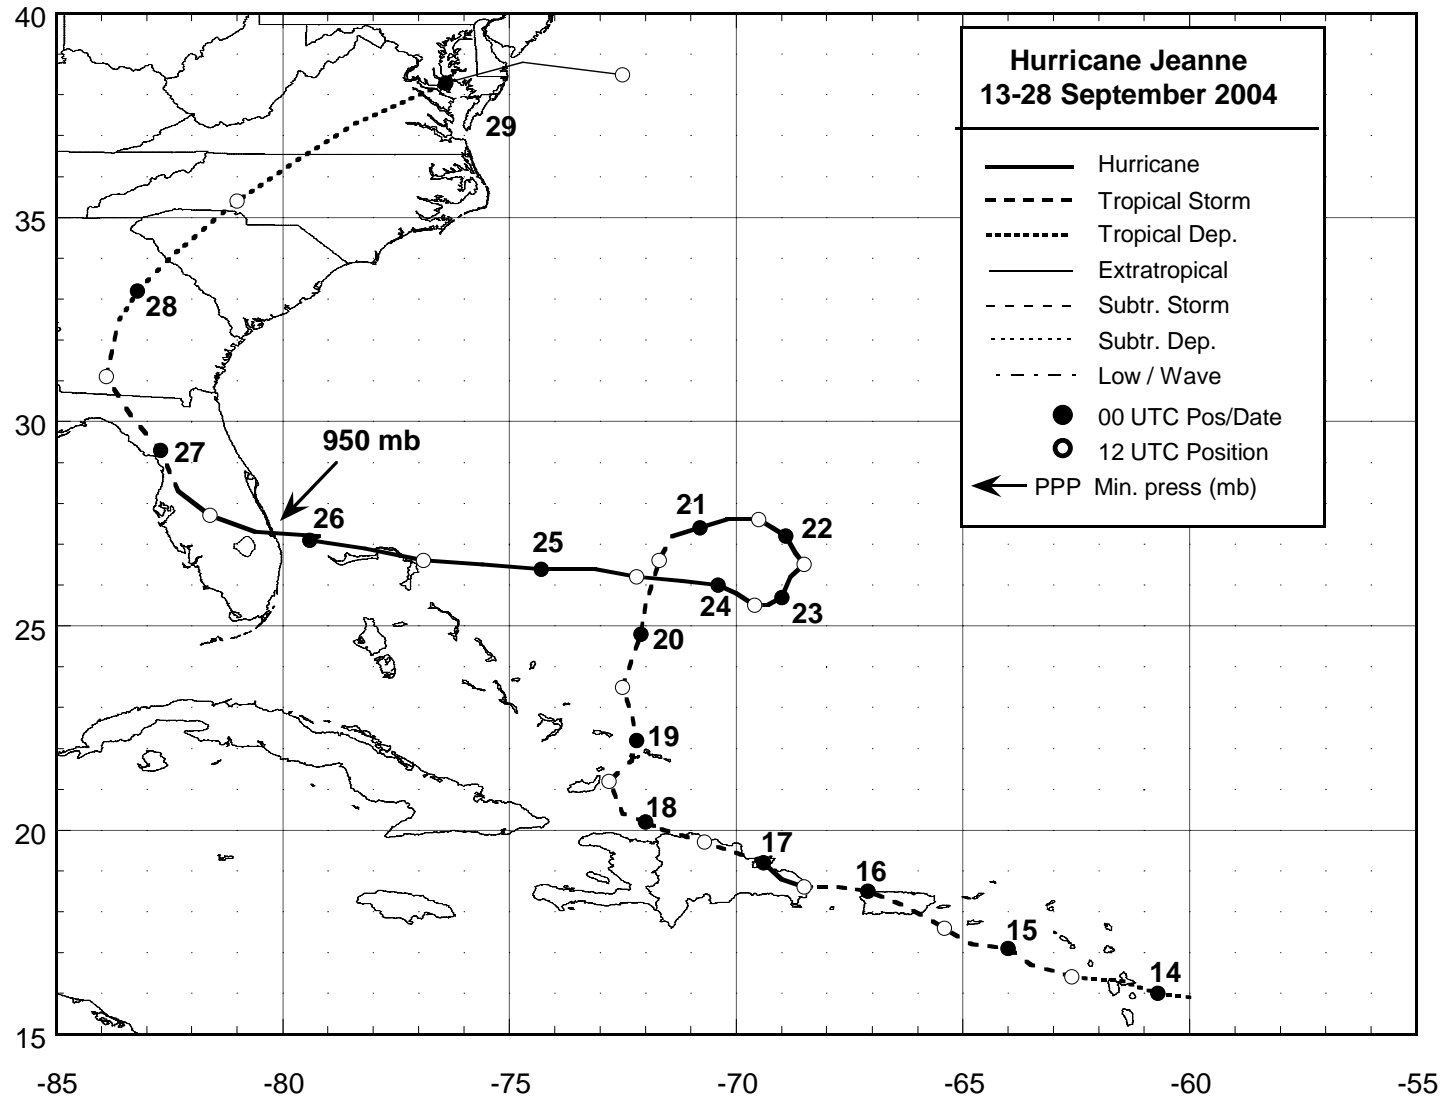 40
Hurricane Jeanne
13-28 September 2004
29
Hurricane
Tropical Storm
35
Tropical Dep.
Extratropical
28
Subtr. Storm
Subtr. Dep.
Low / Wave
30
00 UTC Pos/Date
950 mb
27
12 UTC Position
PPP Min. press (mb)
21
26
22
25
24
23
25
20
19
18
20
17
16
15
14
15
-85
-80
-75
-70
-65
-60
-55